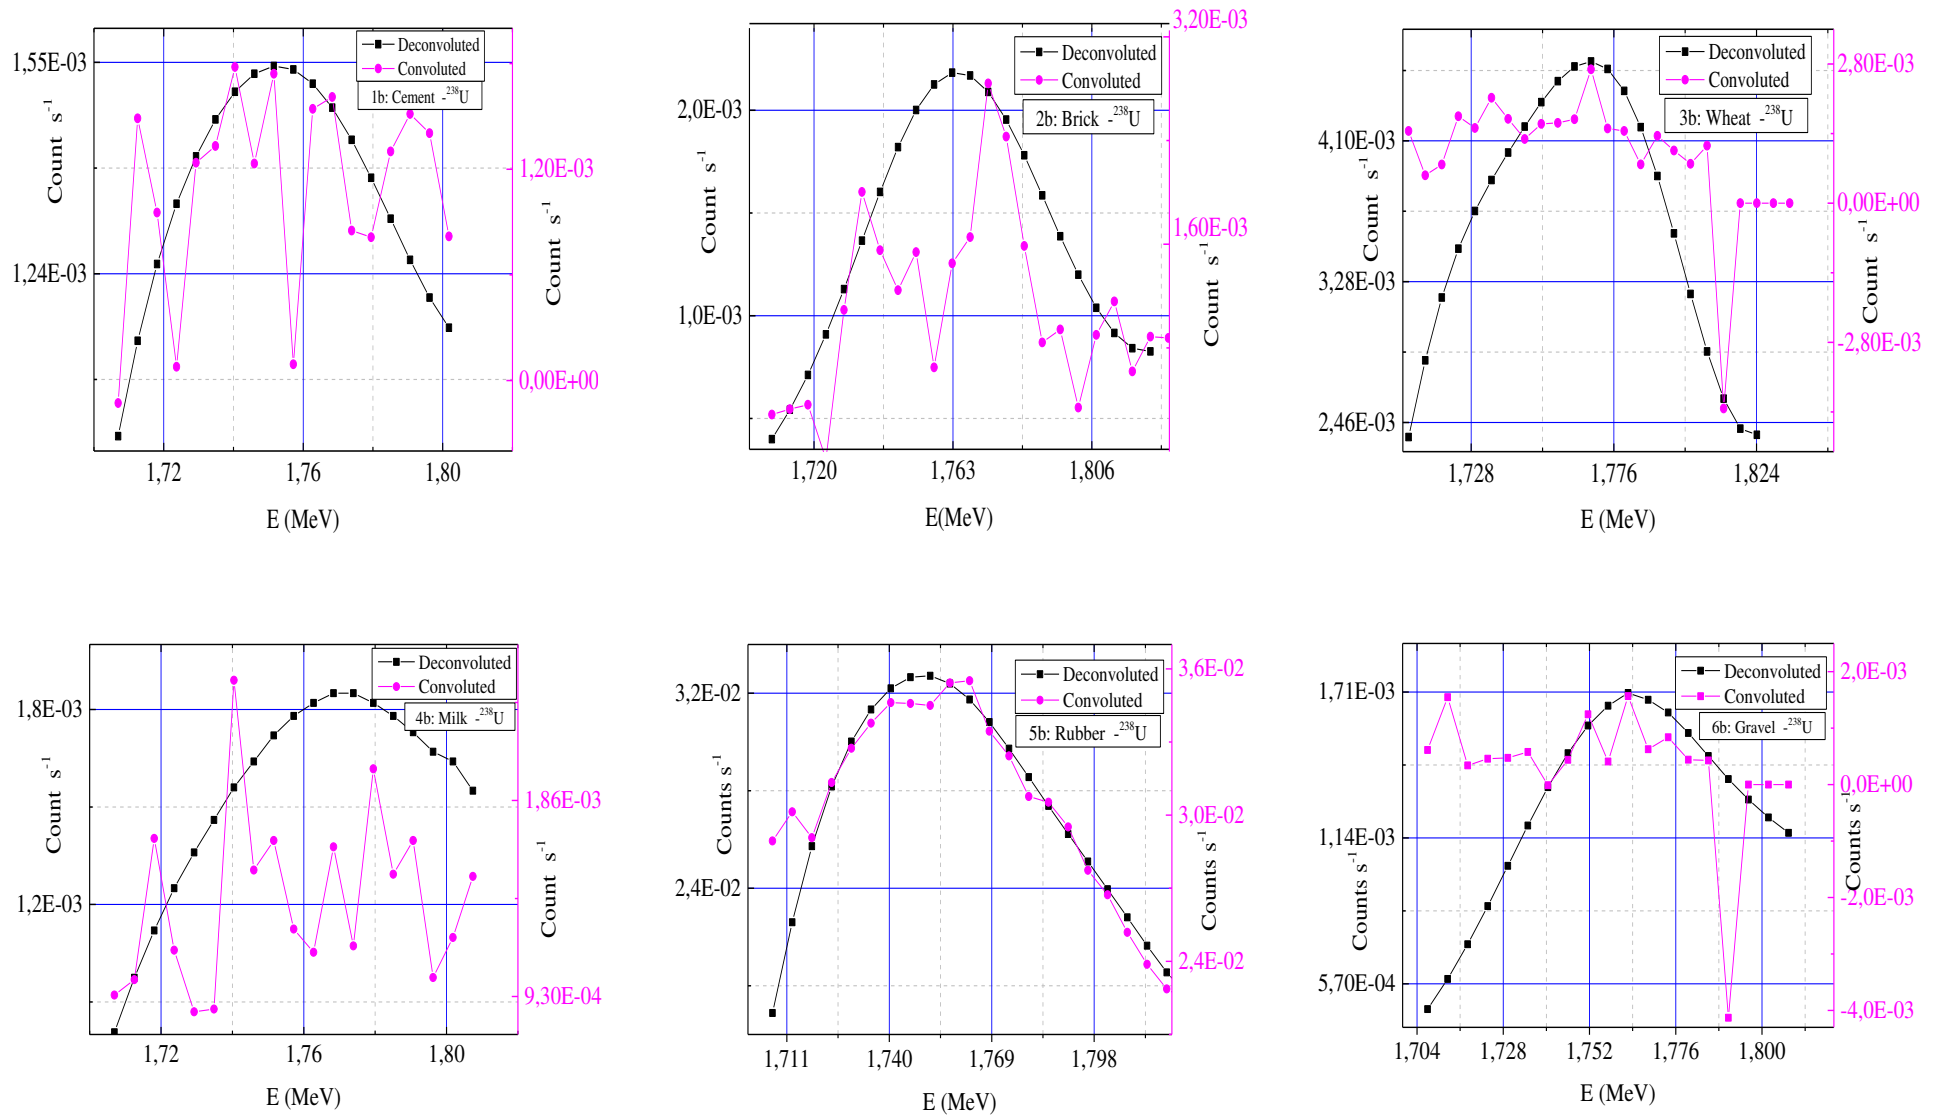 Deconvoluted
Convoluted
1b: Cement -²³⁸U
1,55E-03
1,24E-03
Count s⁻¹
1,20E-03
0,00E+00
Count s⁻¹
1,72
1,76
1,80
E (MeV)
3,20E-03
Deconvoluted
Convoluted
2b: Brick -²³⁸U
2,0E-03
1,0E-03
Count s⁻¹
1,60E-03
Count s⁻¹
1,720
1,763
1,806
E(MeV)
Deconvoluted
Convoluted
3b: Wheat -²³⁸U
4,10E-03
3,28E-03
2,46E-03
Count s⁻¹
2,80E-03
0,00E+00
-2,80E-03
Count s⁻¹
1,728
1,776
1,824
E (MeV)
Deconvoluted
Convoluted
4b: Milk -²³⁸U
1,8E-03
1,2E-03
Count s⁻¹
1,86E-03
9,30E-04
Count s⁻¹
1,72
1,76
1,80
E (MeV)
Deconvoluted
Convoluted
5b: Rubber -²³⁸U
3,2E-02
2,4E-02
Counts s⁻¹
3,6E-02
3,0E-02
2,4E-02
Counts s⁻¹
1,711
1,740
1,769
1,798
E (MeV)
Deconvoluted
Convoluted
6b: Gravel -²³⁸U
1,71E-03
1,14E-03
5,70E-04
Counts s⁻¹
2,0E-03
0,0E+00
-2,0E-03
-4,0E-03
Counts s⁻¹
1,704
1,728
1,752
1,776
1,800
E (MeV)